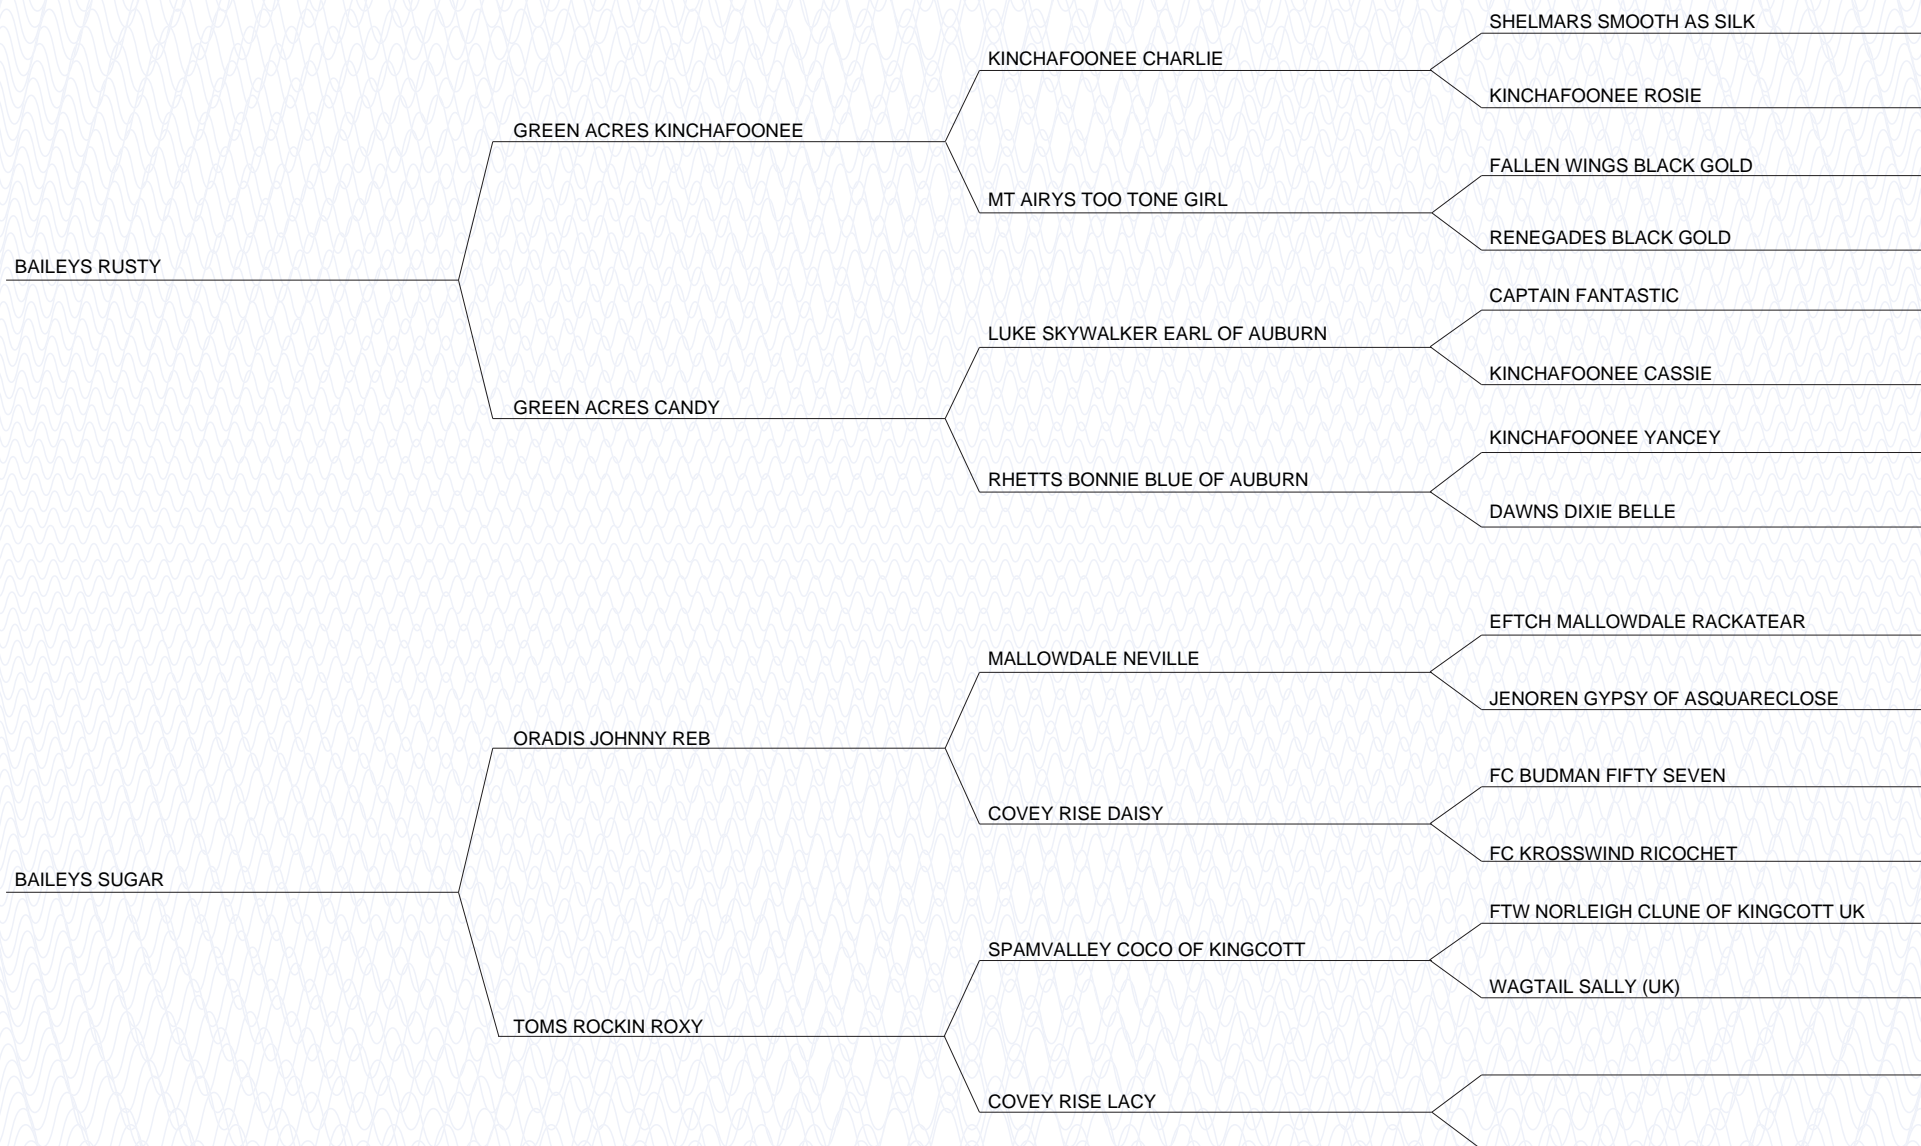 SHELMARS SMOOTH AS SILK
KINCHAFOONEE CHARLIE
KINCHAFOONEE ROSIE
GREEN ACRES KINCHAFOONEE
FALLEN WINGS BLACK GOLD
MT AIRYS TOO TONE GIRL
RENEGADES BLACK GOLD
BAILEYS RUSTY
CAPTAIN FANTASTIC
LUKE SKYWALKER EARL OF AUBURN
KINCHAFOONEE CASSIE
GREEN ACRES CANDY
KINCHAFOONEE YANCEY
RHETTS BONNIE BLUE OF AUBURN
DAWNS DIXIE BELLE
EFTCH MALLOWDALE RACKATEAR
MALLOWDALE NEVILLE
JENOREN GYPSY OF ASQUARECLOSE
ORADIS JOHNNY REB
FC BUDMAN FIFTY SEVEN
COVEY RISE DAISY
FC KROSSWIND RICOCHET
BAILEYS SUGAR
FTW NORLEIGH CLUNE OF KINGCOTT UK
SPAMVALLEY COCO OF KINGCOTT
WAGTAIL SALLY (UK)
TOMS ROCKIN ROXY
COVEY RISE LACY